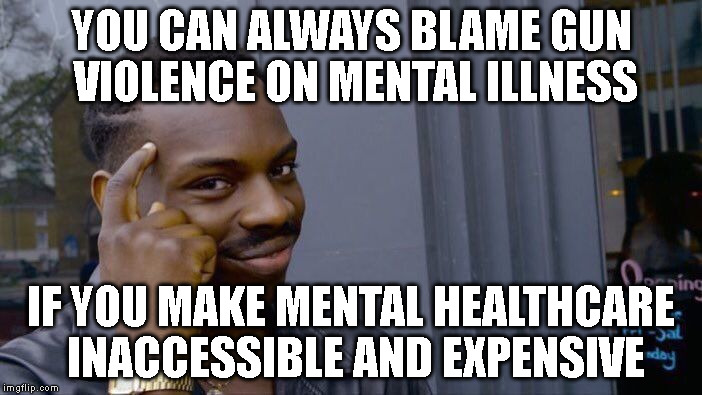 YOU CAN ALWAYS BLAME GUN
VIOLENCE ON MENTAL ILLNESS
IF YOU MAKE MENTAL HEALTHCARE
INACCESSIBLE AND EXPENSIVE
imgflip.com